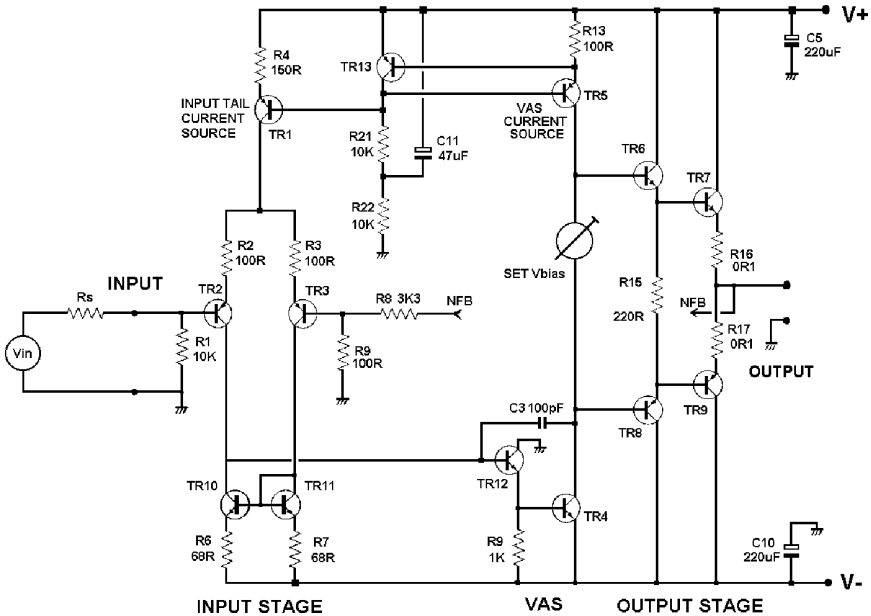 V+
R4
150R
R13
100R
C5
220uF
TR13
INPUT TAIL
CURRENT
SOURCE
TR1
VAS
CURRENT
SOURCE
TR5
R21
10K
C11
47uF
TR6
TR7
R22
10K
R2
100R
R3
100R
SET Vbias
R16
0R1
INPUT
Rs
TR2
TR3
R8 3K3
NFB
R15
220R
NFB
R17
0R1
Vin
R1
10K
R9
100R
OUTPUT
C3 100pF
TR8
TR9
TR12
TR10
TR11
TR4
R6
68R
R7
68R
R9
1K
C10
220uF
V-
INPUT STAGE
VAS
OUTPUT STAGE